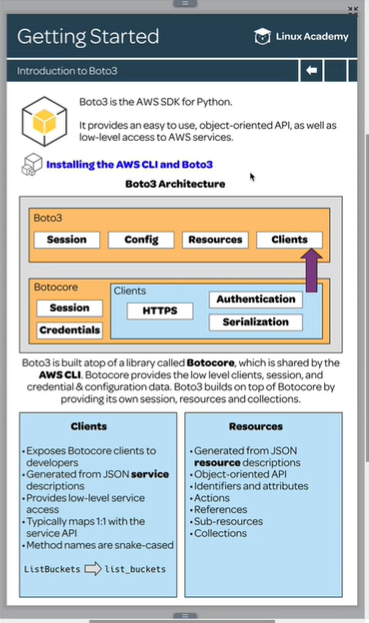 Getting Started
Linux Academy
Introduction to Boto3
Boto3 is the AWS SDK for Python.
It provides an easy to use, object-oriented API, as well as
low-level access to AWS services.
Installing the AWS CLI and Boto3
Boto3 Architecture
Boto3
Session
Config
Resources
Clients
Botocore
Session
Credentials
Clients
HTTPS
Authentication
Serialization
Boto3 is built atop of a library called Botocore, which is shared by the
AWS CLI. Botocore provides the low level clients, session, and
credential & configuration data. Boto3 builds on top of Botocore by
providing its own session, resources and collections.
Clients
•Exposes Botocore clients to
developers
•Generated from JSON service
descriptions
•Provides low-level service
access
•Typically maps 1:1 with the
service API
•Method names are snake-cased
ListBuckets
list_buckets
Resources
•Generated from JSON
resource descriptions
•Object-oriented API
•Identifiers and attributes
•Actions
•References
•Sub-resources
•Collections